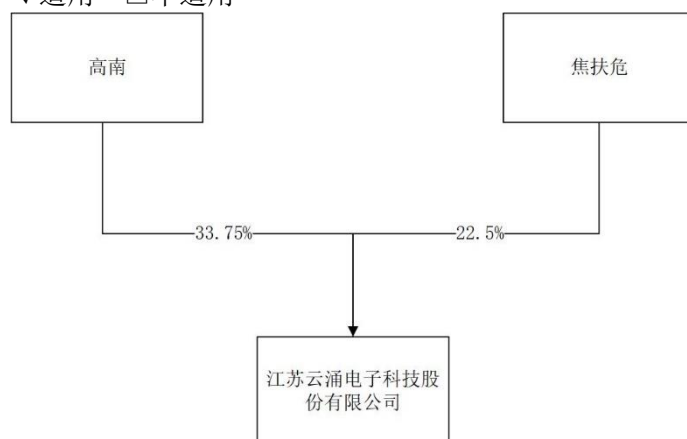 √适用 □不适用
高南
焦扶危
33.75%
22.5%
江苏云涌电子科技股
份有限公司